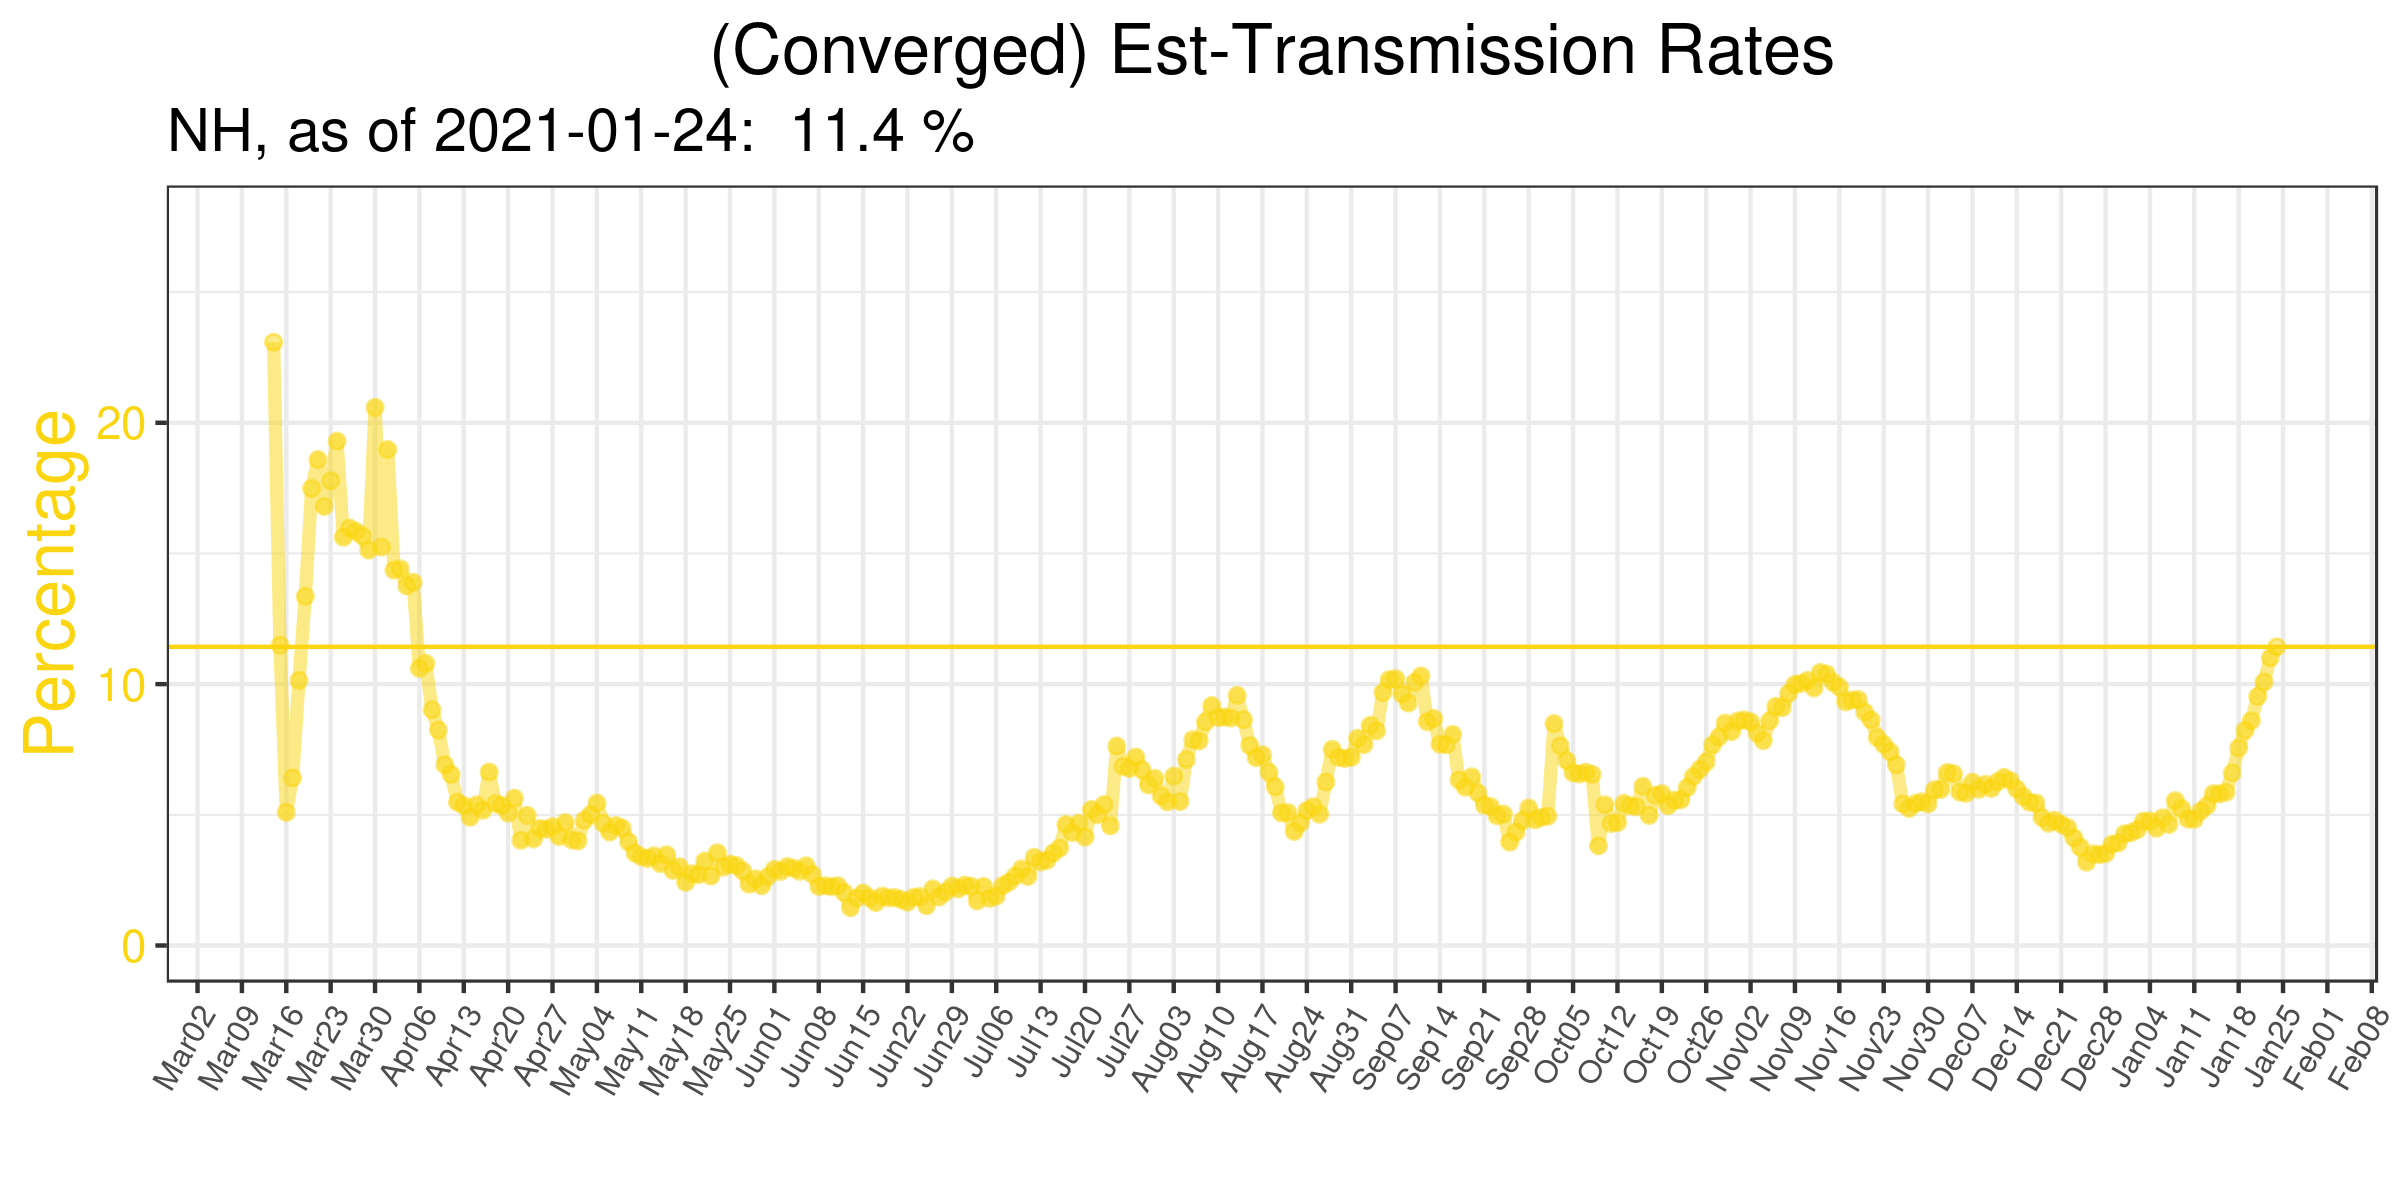 (Converged) Est-Transmission Rates
NH, as of 2021-01-24:  11.4 %
Percentage
20
10
0
Mar02
Mar09
Mar16
Mar23
Mar30
Apr06
Apr13
Apr20
Apr27
May04
May11
May18
May25
Jun01
Jun08
Jun15
Jun22
Jun29
Jul06
Jul13
Jul20
Jul27
Aug03
Aug10
Aug17
Aug24
Aug31
Sep07
Sep14
Sep21
Sep28
Oct05
Oct12
Oct19
Oct26
Nov02
Nov09
Nov16
Nov23
Nov30
Dec07
Dec14
Dec21
Dec28
Jan04
Jan11
Jan18
Jan25
Feb01
Feb08